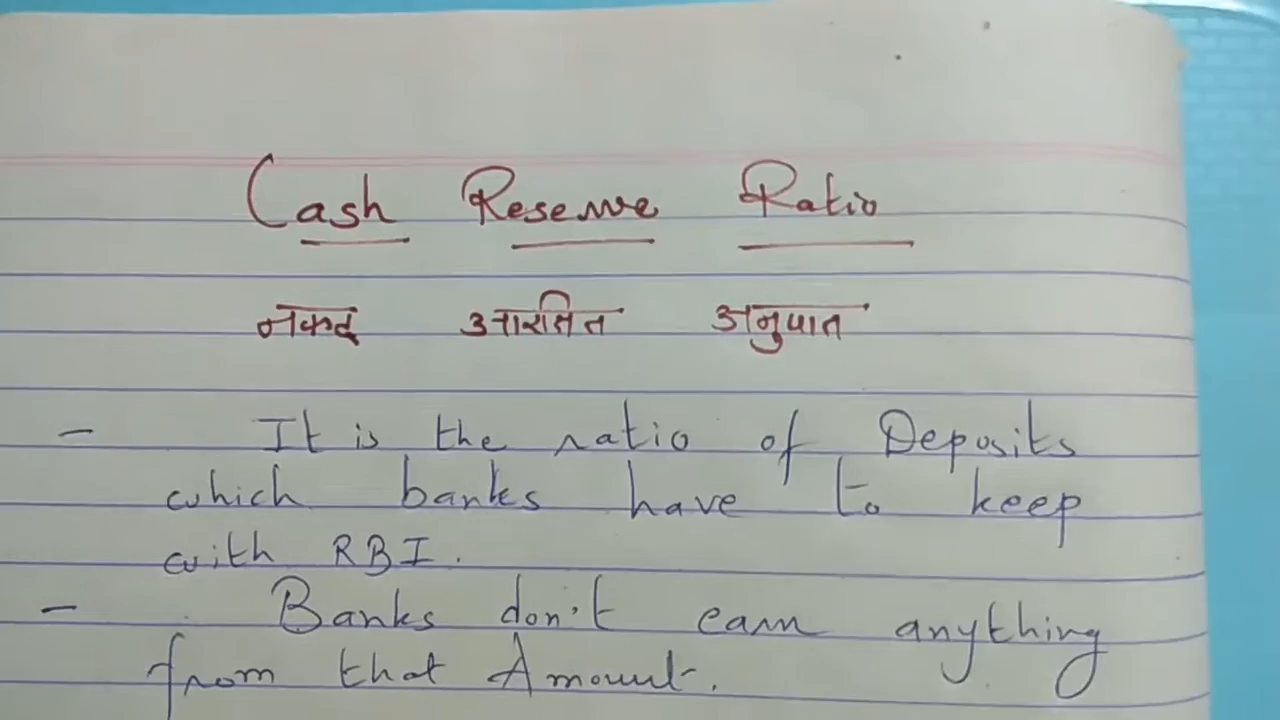 Cash Reserve Ratio
नकद आरक्षित अनुपात
- It is the ratio of Deposits
which banks have to keep
with RBI.
- Banks don't earn anything
from that Amount.